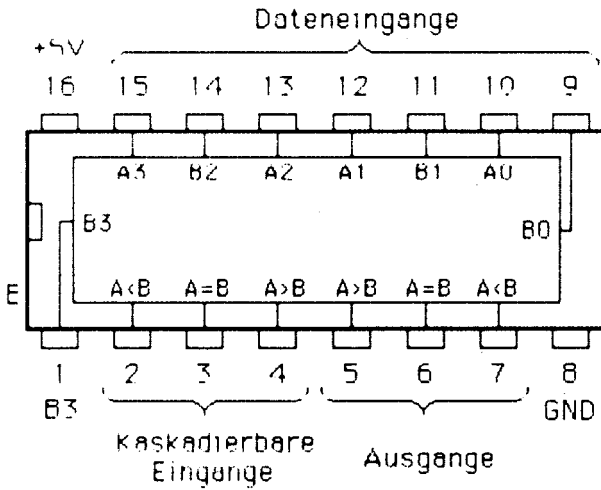 Dateneingange
+5V
16 15 14 13 12 11 10 9
A3 B2 A2 A1 B1 A0
B3 B0
A<B A=B A>B A>B A=B A<B
E
1 2 3 4 5 6 7 8
B3 GND
Kaskadierbare
Eingange
Ausgange